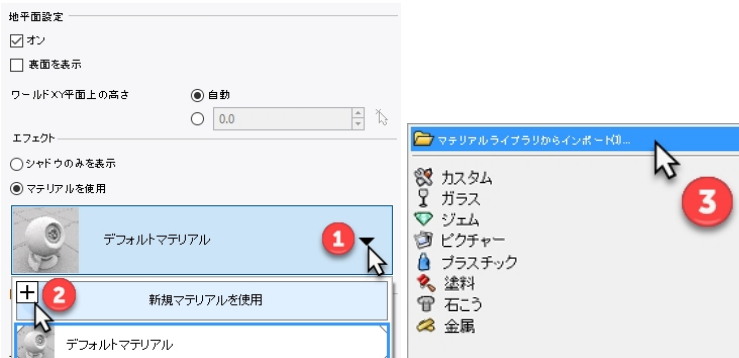 地平面設定
オン
裏面を表示
ワールドXY平面上の高さ
自動
0.0
エフェクト
シャドウのみを表示
マテリアルを使用
デフォルトマテリアル
1
2
新規マテリアルを使用
デフォルトマテリアル
マテリアルライブラリからインポート(I)...
3
カスタム
ガラス
ジェム
ピクチャー
プラスチック
塗料
石こう
金属